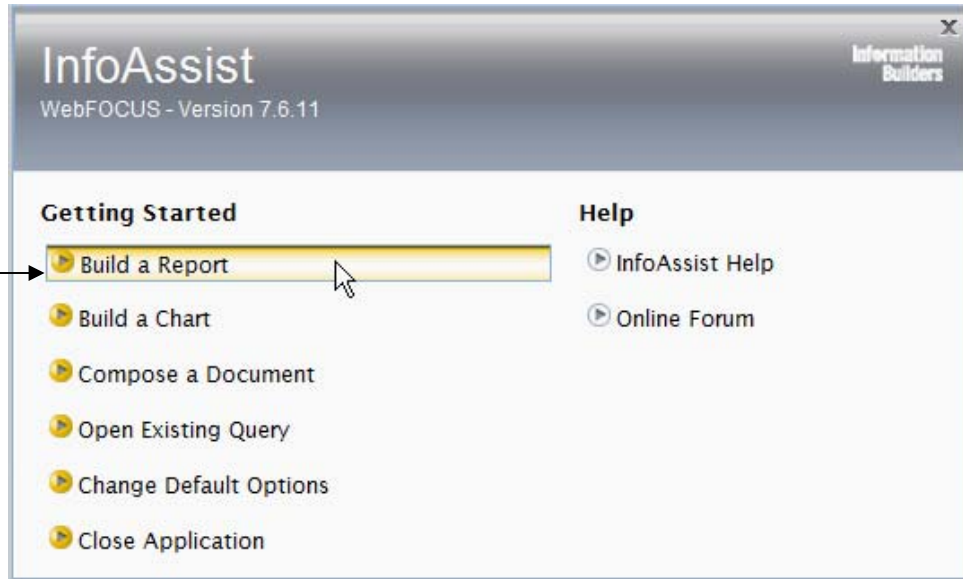 x
InfoAssist
Information
Builders
WebFOCUS - Version 7.6.11
Getting Started
Build a Report
Build a Chart
Compose a Document
Open Existing Query
Change Default Options
Close Application
Help
InfoAssist Help
Online Forum